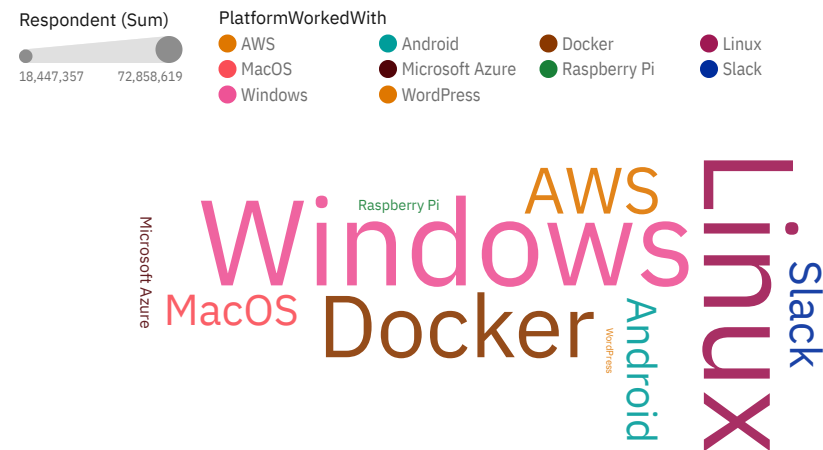 Respondent (Sum)
18,447,357 72,858,619
PlatformWorkedWith
AWS Android Docker Linux
MacOS Microsoft Azure Raspberry Pi Slack
Windows WordPress
AWS
Linux
Windows
Raspberry Pi
Microsoft Azure
Slack
MacOS
Docker
Android
WordPress